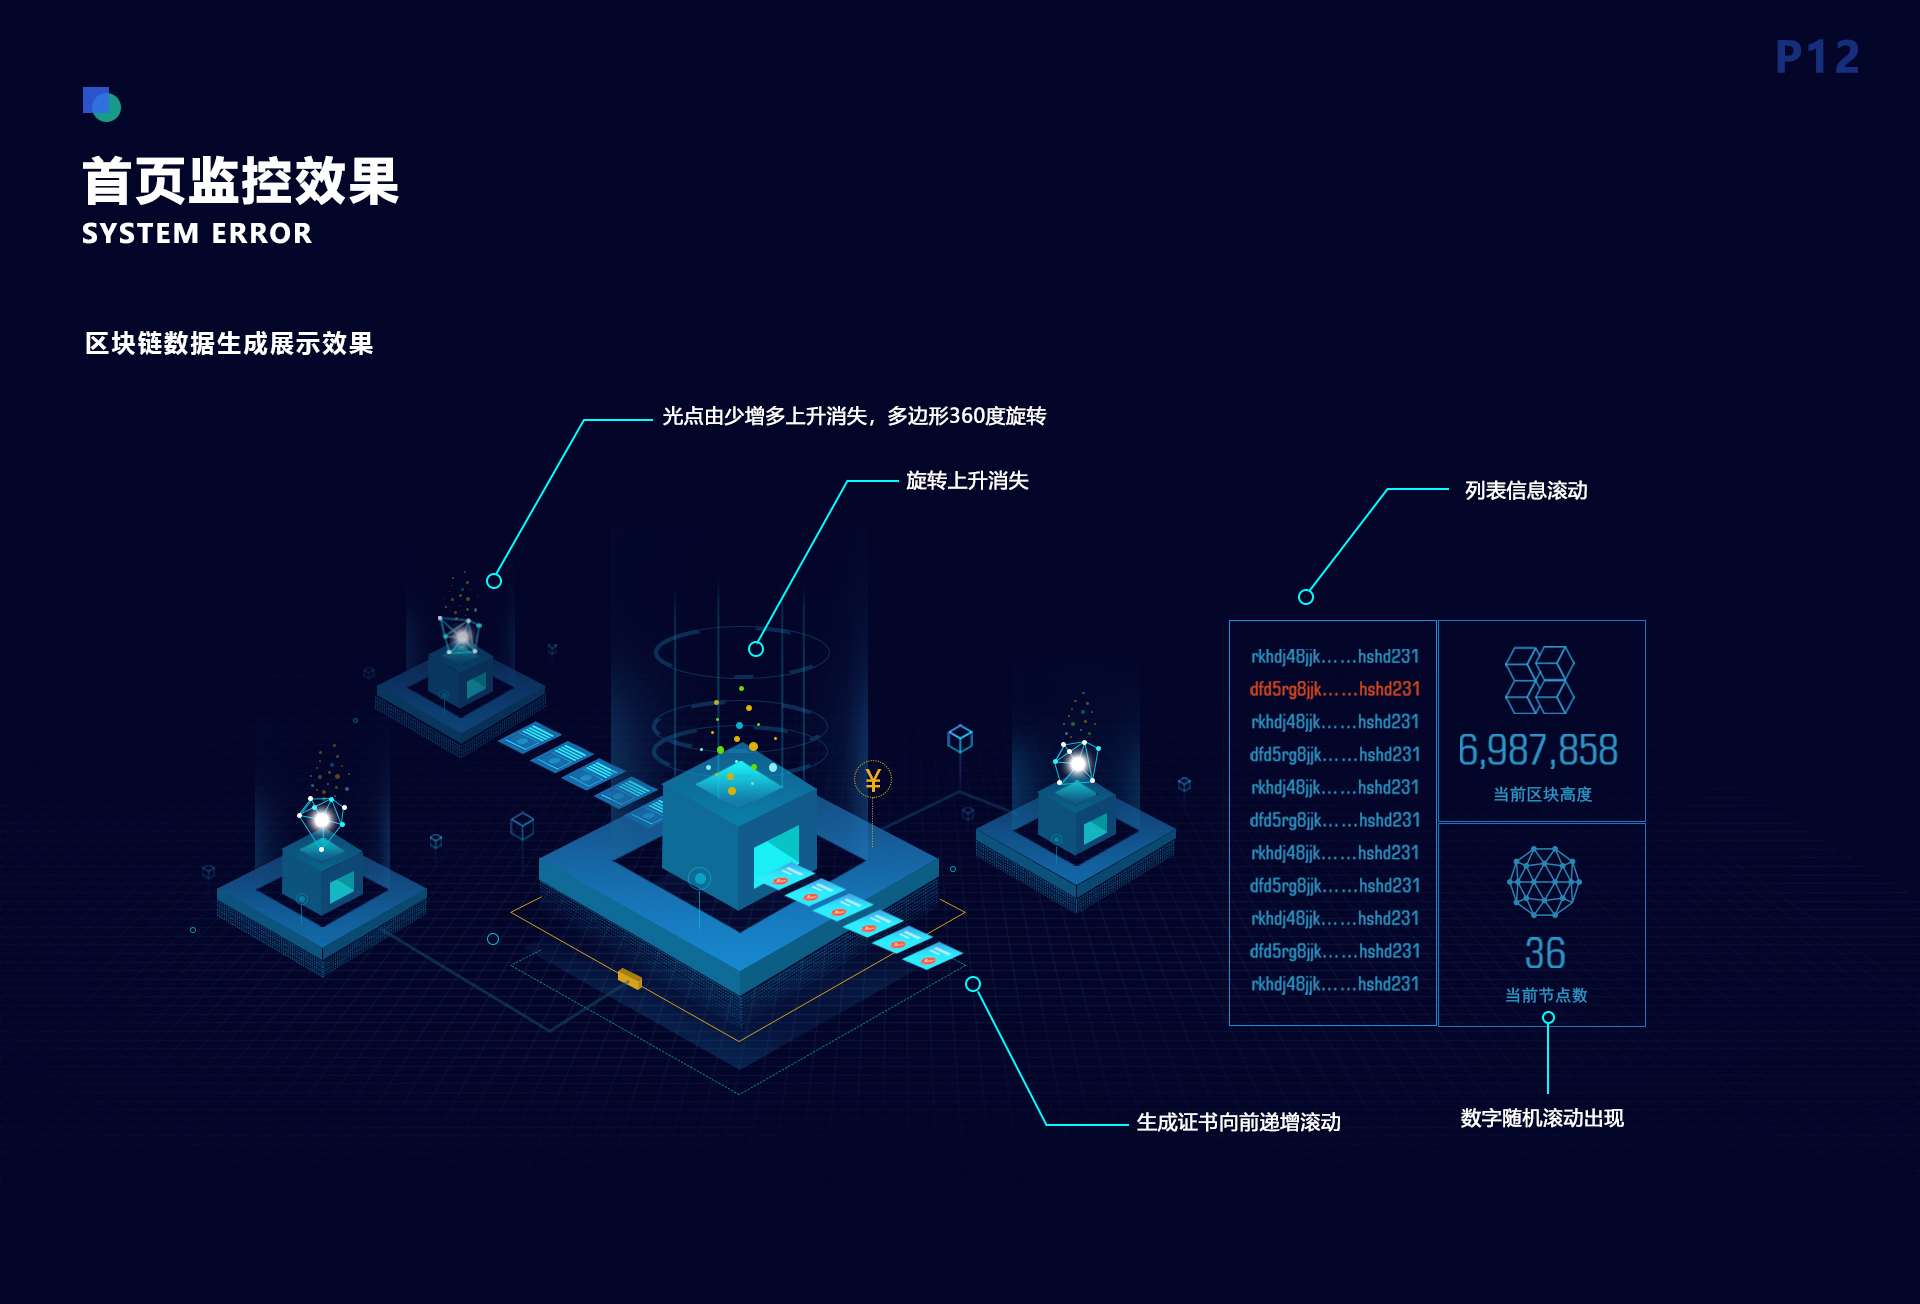 P12
首页监控效果
SYSTEM ERROR
区块链数据生成展示效果
光点由少增多上升消失，多边形360度旋转
旋转上升消失
列表信息滚动
¥
rkhdj48jjk......hshd231
dfd5rg8jjk......hshd231
rkhdj48jjk......hshd231
dfd5rg8jjk......hshd231
rkhdj48jjk......hshd231
dfd5rg8jjk......hshd231
rkhdj48jjk......hshd231
dfd5rg8jjk......hshd231
rkhdj48jjk......hshd231
dfd5rg8jjk......hshd231
rkhdj48jjk......hshd231
6,987,858
当前区块高度
36
当前节点数
生成证书向前递增滚动
数字随机滚动出现